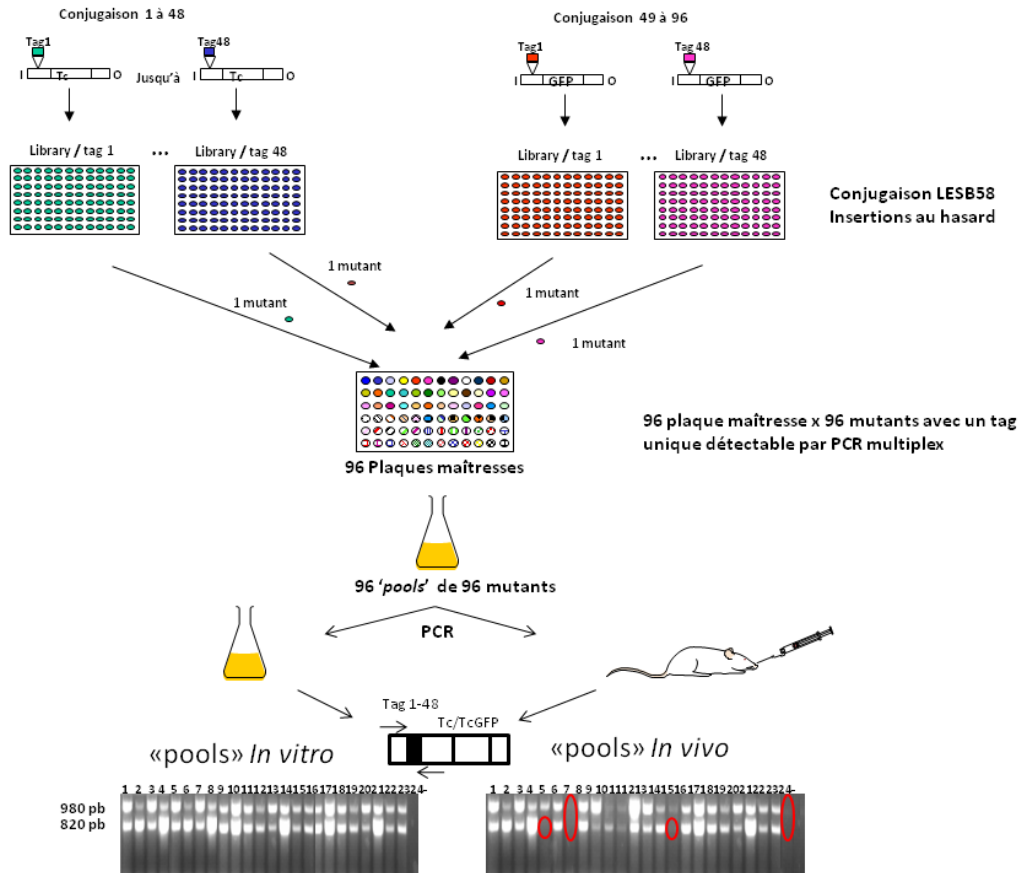 Conjugaison 1 à 48
Conjugaison 49 à 96
Tag1
Tag48
Tag1
Tag 48
I Tc O
Jusqu'à
I Tc O
I GFP O
I GFP O
Library / tag 1
...
Library / tag 48
Library / tag 1
...
Library / tag 48
Conjugaison LESB58
Insertions au hasard
1 mutant
1 mutant
1 mutant
1 mutant
96 plaque maîtresse x 96 mutants avec un tag
unique détectable par PCR multiplex
96 Plaques maîtresses
96 'pools' de 96 mutants
PCR
Tag 1-48
Tc/TcGFP
«pools» In vitro
«pools» In vivo
1 2 3 4 5 6 7 8 9 10 11 12 13 14 15 16 17 18 19 20 21 22 23 24-
1 2 3 4 5 6 7 8 9 10 11 12 13 14 15 16 17 18 19 20 21 22 23 24-
980 pb
820 pb